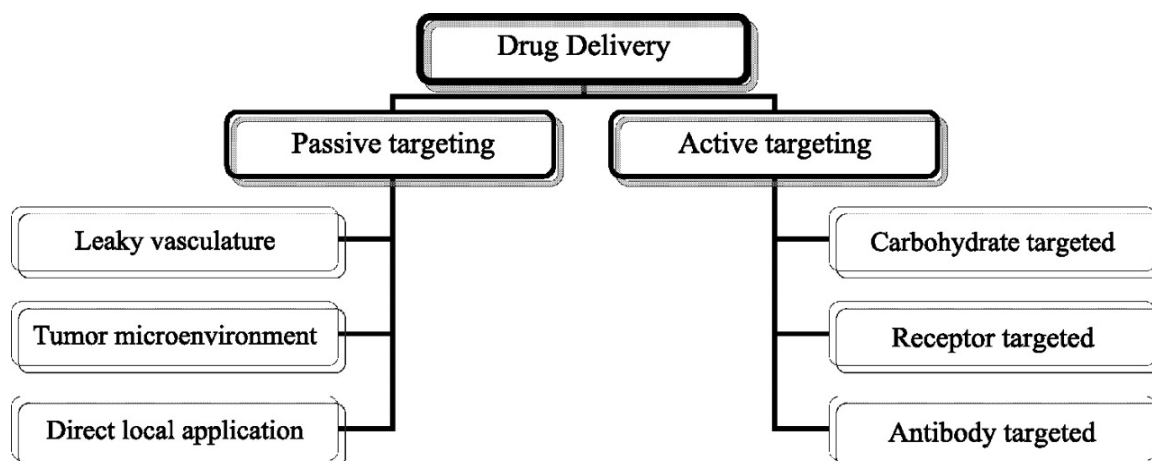 Drug Delivery
Passive targeting
Active targeting
Leaky vasculature
Carbohydrate targeted
Tumor microenvironment
Receptor targeted
Direct local application
Antibody targeted